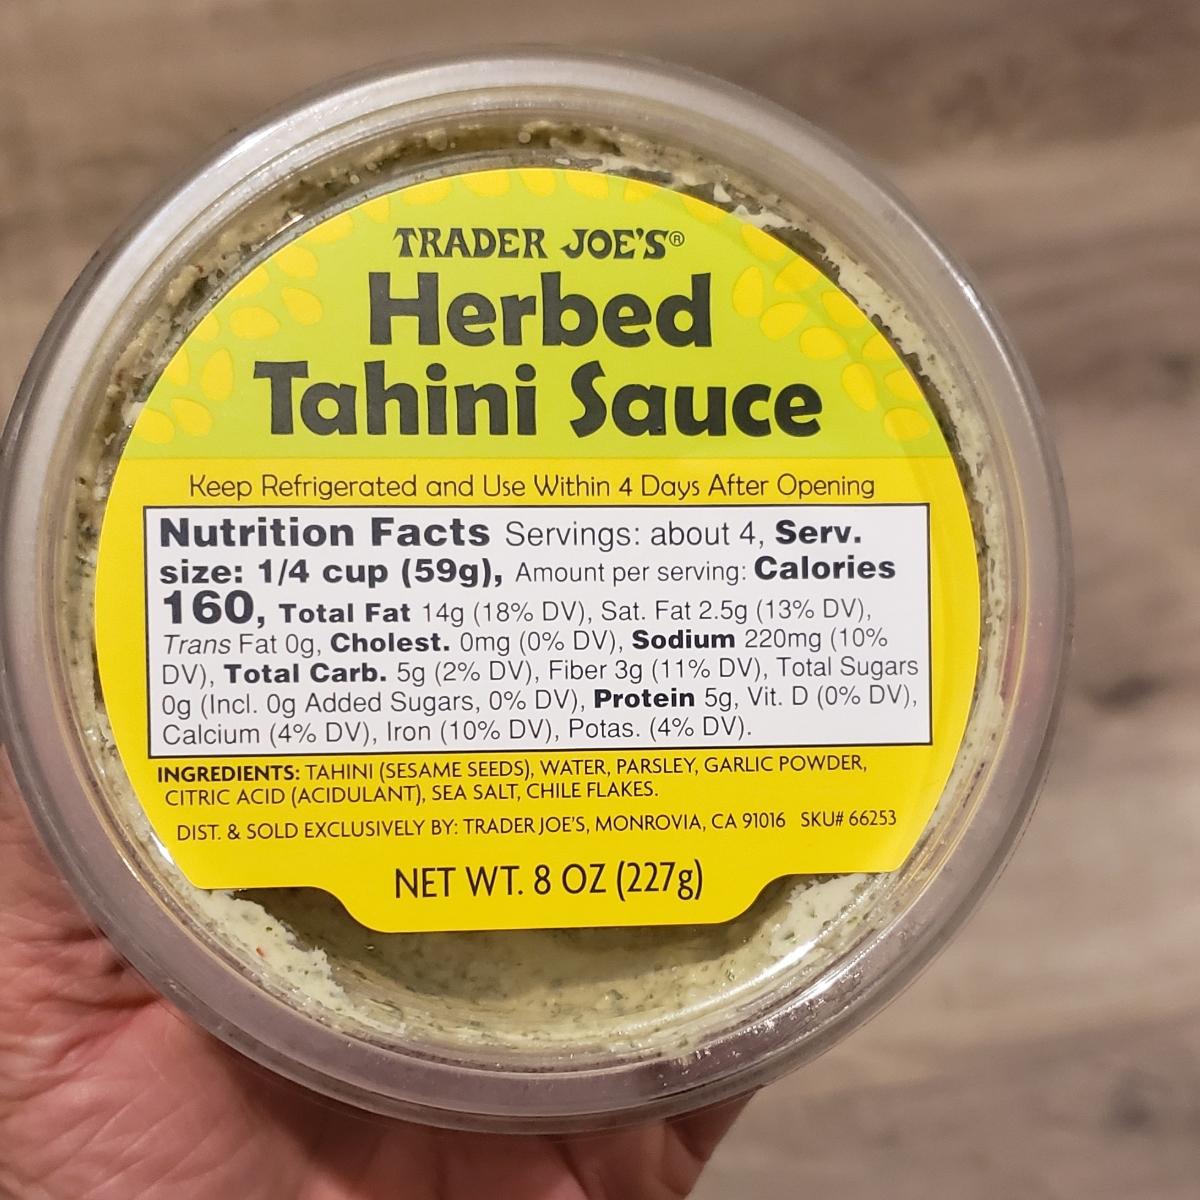 TRADER JOE'S®
Herbed
Tahini Sauce
Keep Refrigerated and Use Within 4 Days After Opening
Nutrition Facts Servings: about 4, Serv.
size: 1/4 cup (59g), Amount per serving: Calories
160, Total Fat 14g (18% DV), Sat. Fat 2.5g (13% DV),
Trans Fat 0g, Cholest. 0mg (0% DV), Sodium 220mg (10%
DV), Total Carb. 5g (2% DV), Fiber 3g (11% DV), Total Sugars
0g (Incl. 0g Added Sugars, 0% DV), Protein 5g, Vit. D (0% DV),
Calcium (4% DV), Iron (10% DV), Potas. (4% DV).
INGREDIENTS: TAHINI (SESAME SEEDS), WATER, PARSLEY, GARLIC POWDER,
CITRIC ACID (ACIDULANT), SEA SALT, CHILE FLAKES.
DIST. & SOLD EXCLUSIVELY BY: TRADER JOE'S, MONROVIA, CA 91016 SKU# 66253
NET WT. 8 OZ (227g)